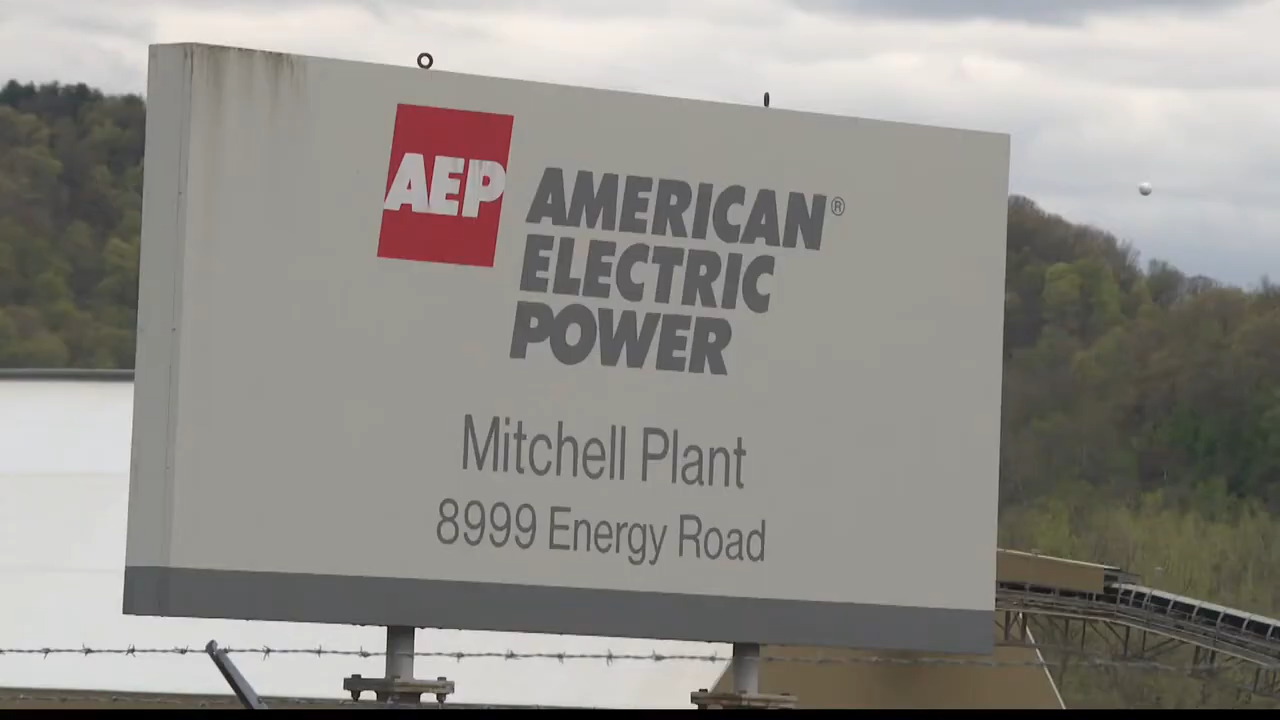 AEP
AMERICAN®
ELECTRIC
POWER
Mitchell Plant
8999 Energy Road